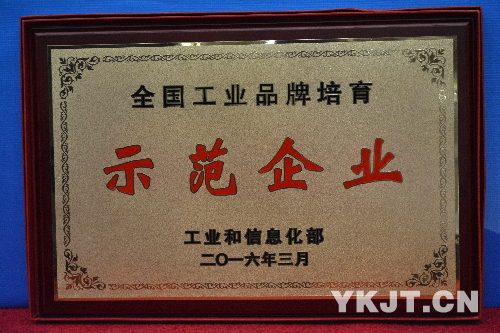 全国工业品牌培育
示范企业
工业和信息化部
二〇一六年三月
YKJT.CN